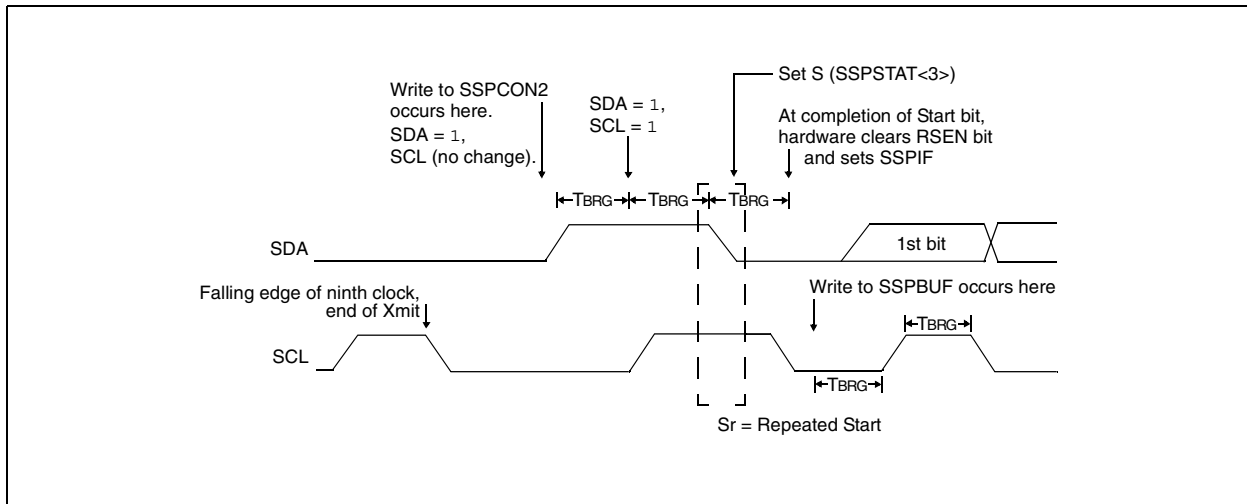 Set S (SSPSTAT<3>)
Write to SSPCON2
occurs here.
SDA = 1,
SCL (no change).
SDA = 1,
SCL = 1
At completion of Start bit,
hardware clears RSEN bit
and sets SSPIF
TBRG
TBRG
TBRG
SDA
1st bit
Write to SSPBUF occurs here
Falling edge of ninth clock,
end of Xmit
TBRG
SCL
TBRG
Sr = Repeated Start